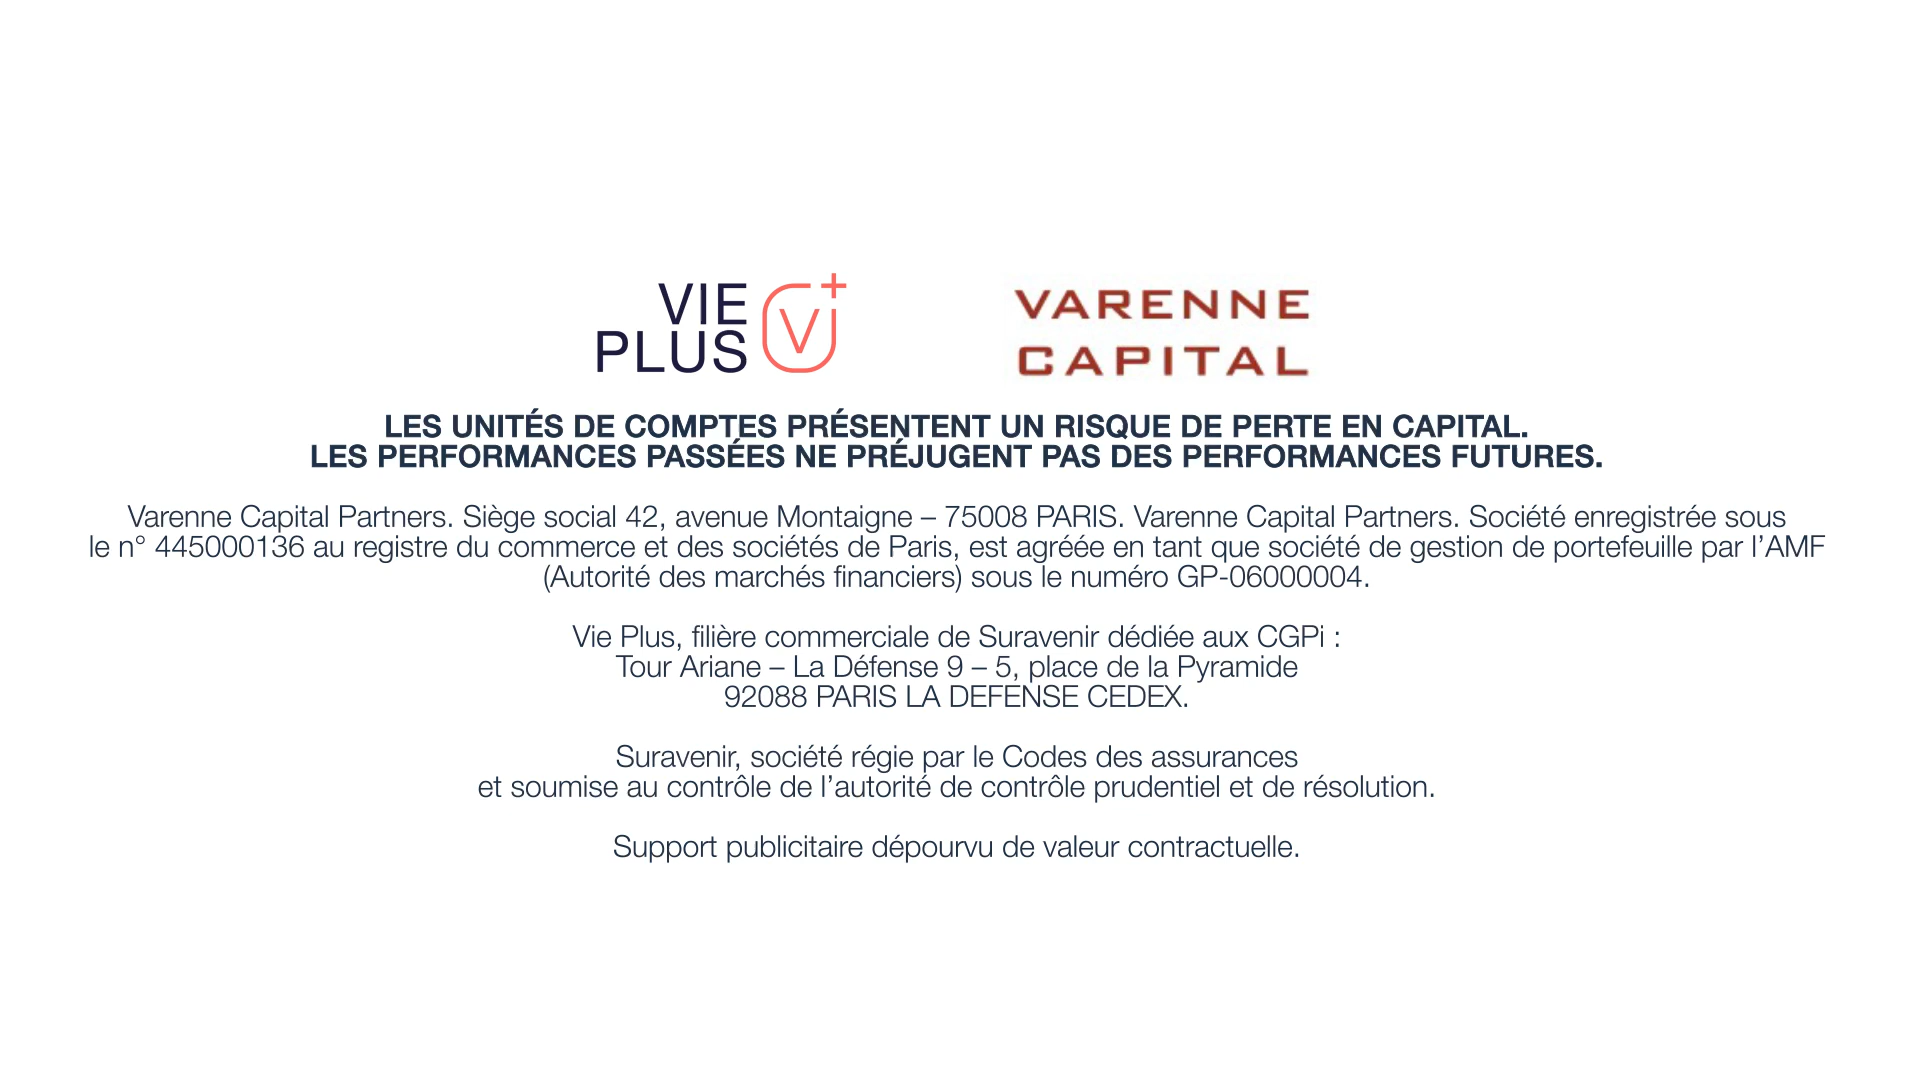 VIE
PLUS
V
VARENNE
CAPITAL
LES UNITÉS DE COMPTES PRÉSENTENT UN RISQUE DE PERTE EN CAPITAL.
LES PERFORMANCES PASSÉES NE PRÉJUGENT PAS DES PERFORMANCES FUTURES.
Varenne Capital Partners. Siège social 42, avenue Montaigne – 75008 PARIS. Varenne Capital Partners. Société enregistrée sous
le n° 445000136 au registre du commerce et des sociétés de Paris, est agréée en tant que société de gestion de portefeuille par l’AMF
(Autorité des marchés financiers) sous le numéro GP-06000004.
Vie Plus, filière commerciale de Suravenir dédiée aux CGPi :
Tour Ariane – La Défense 9 – 5, place de la Pyramide
92088 PARIS LA DEFENSE CEDEX.
Suravenir, société régie par le Codes des assurances
et soumise au contrôle de l’autorité de contrôle prudentiel et de résolution.
Support publicitaire dépourvu de valeur contractuelle.